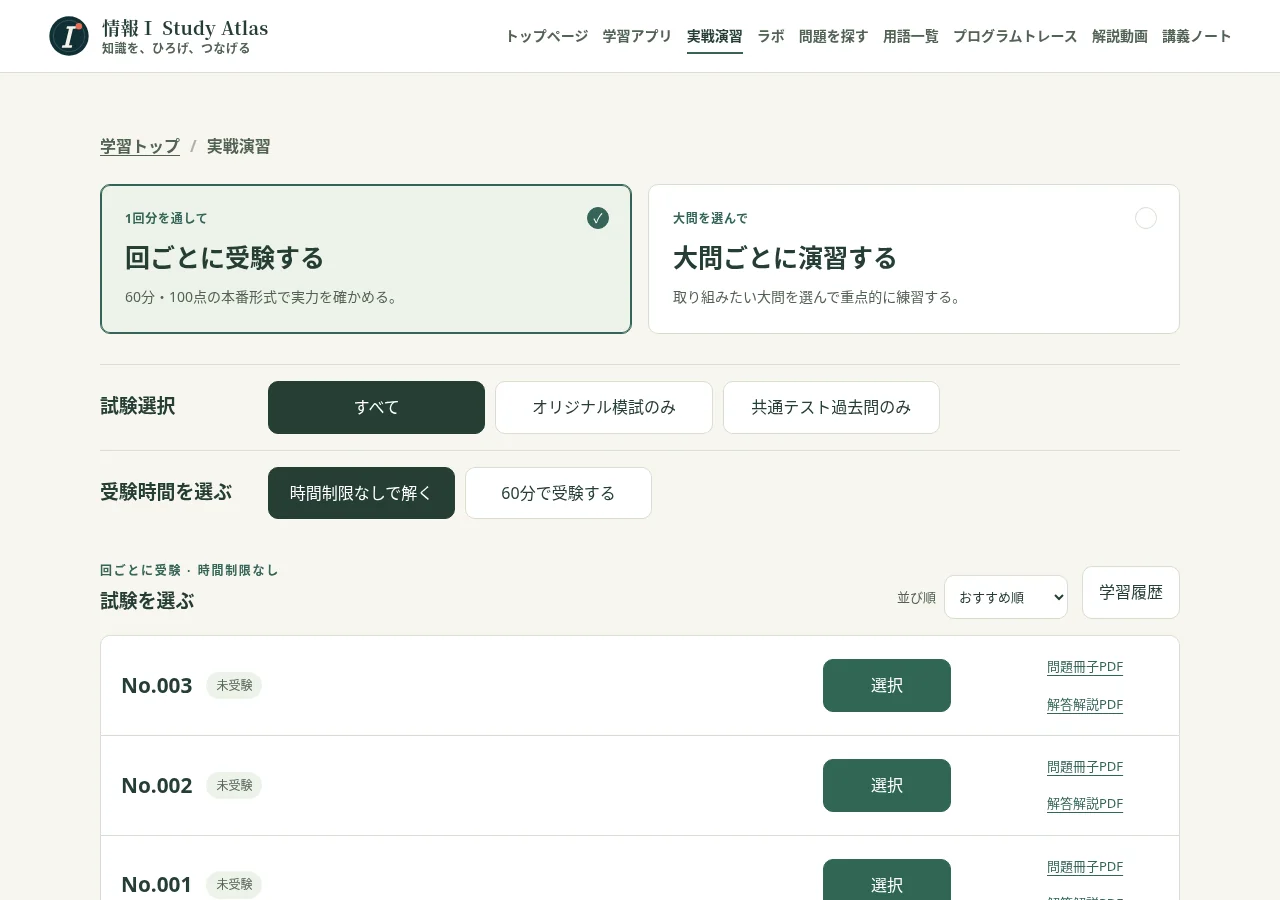 情報Ⅰ Study Atlas
知識を、ひろげ、つなげる
トップページ 学習アプリ 実戦演習 ラボ 問題を探す 用語一覧 プログラムトレース 解説動画 講義ノート
学習トップ / 実戦演習
1回分を通して
回ごとに受験する
60分・100点の本番形式で実力を確かめる。
大問を選んで
大問ごとに演習する
取り組みたい大問を選んで重点的に練習する。
試験選択 すべて オリジナル模試のみ 共通テスト過去問のみ
受験時間を選ぶ 時間制限なしで解く 60分で受験する
回ごとに受験 · 時間制限なし
試験を選ぶ
並び順 おすすめ順 学習履歴
No.003 未受験 選択
問題冊子PDF
解答解説PDF
No.002 未受験 選択
問題冊子PDF
解答解説PDF
No.001 未受験 選択
問題冊子PDF